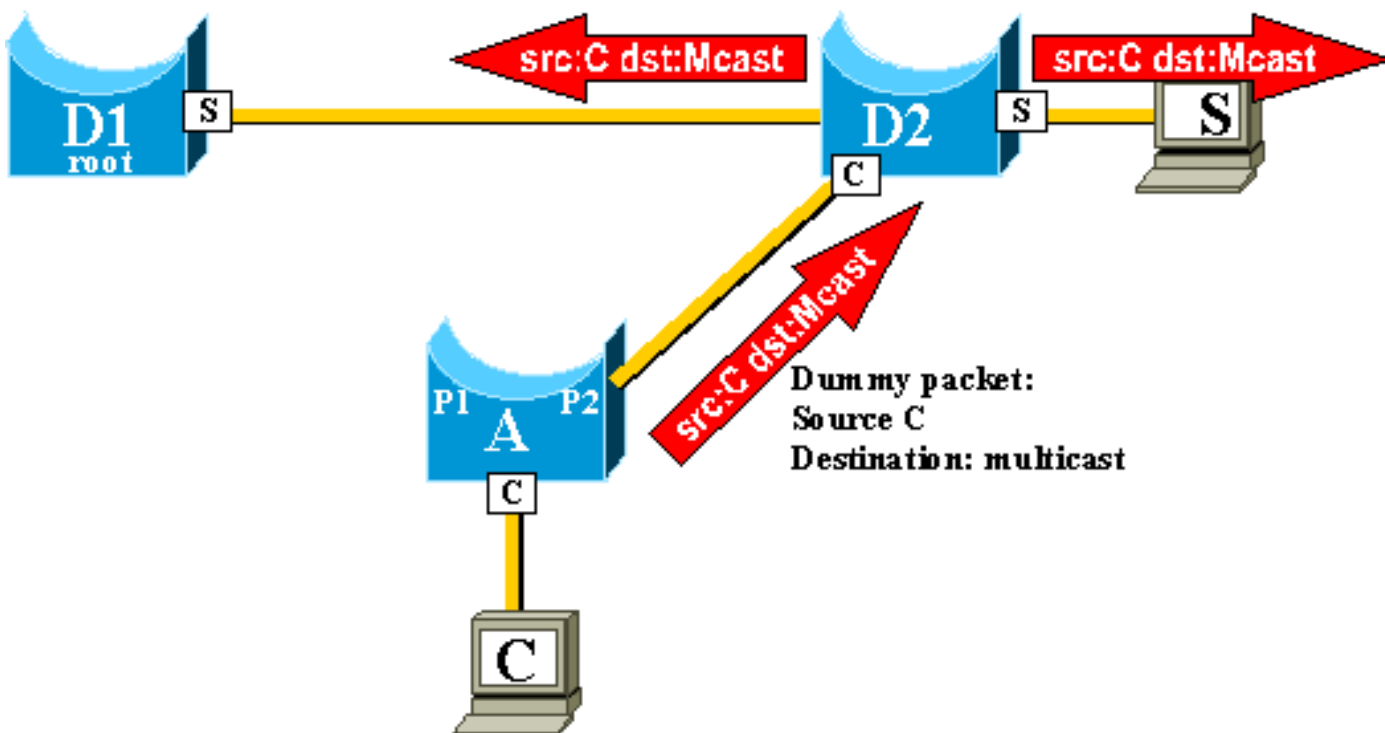 src:C dst:Mcast
src:C dst:Mcast
D1
root
S
D2
S
S
C
src:C dst:Mcast
P1
P2
A
Dummy packet:
Source C
Destination: multicast
C
C